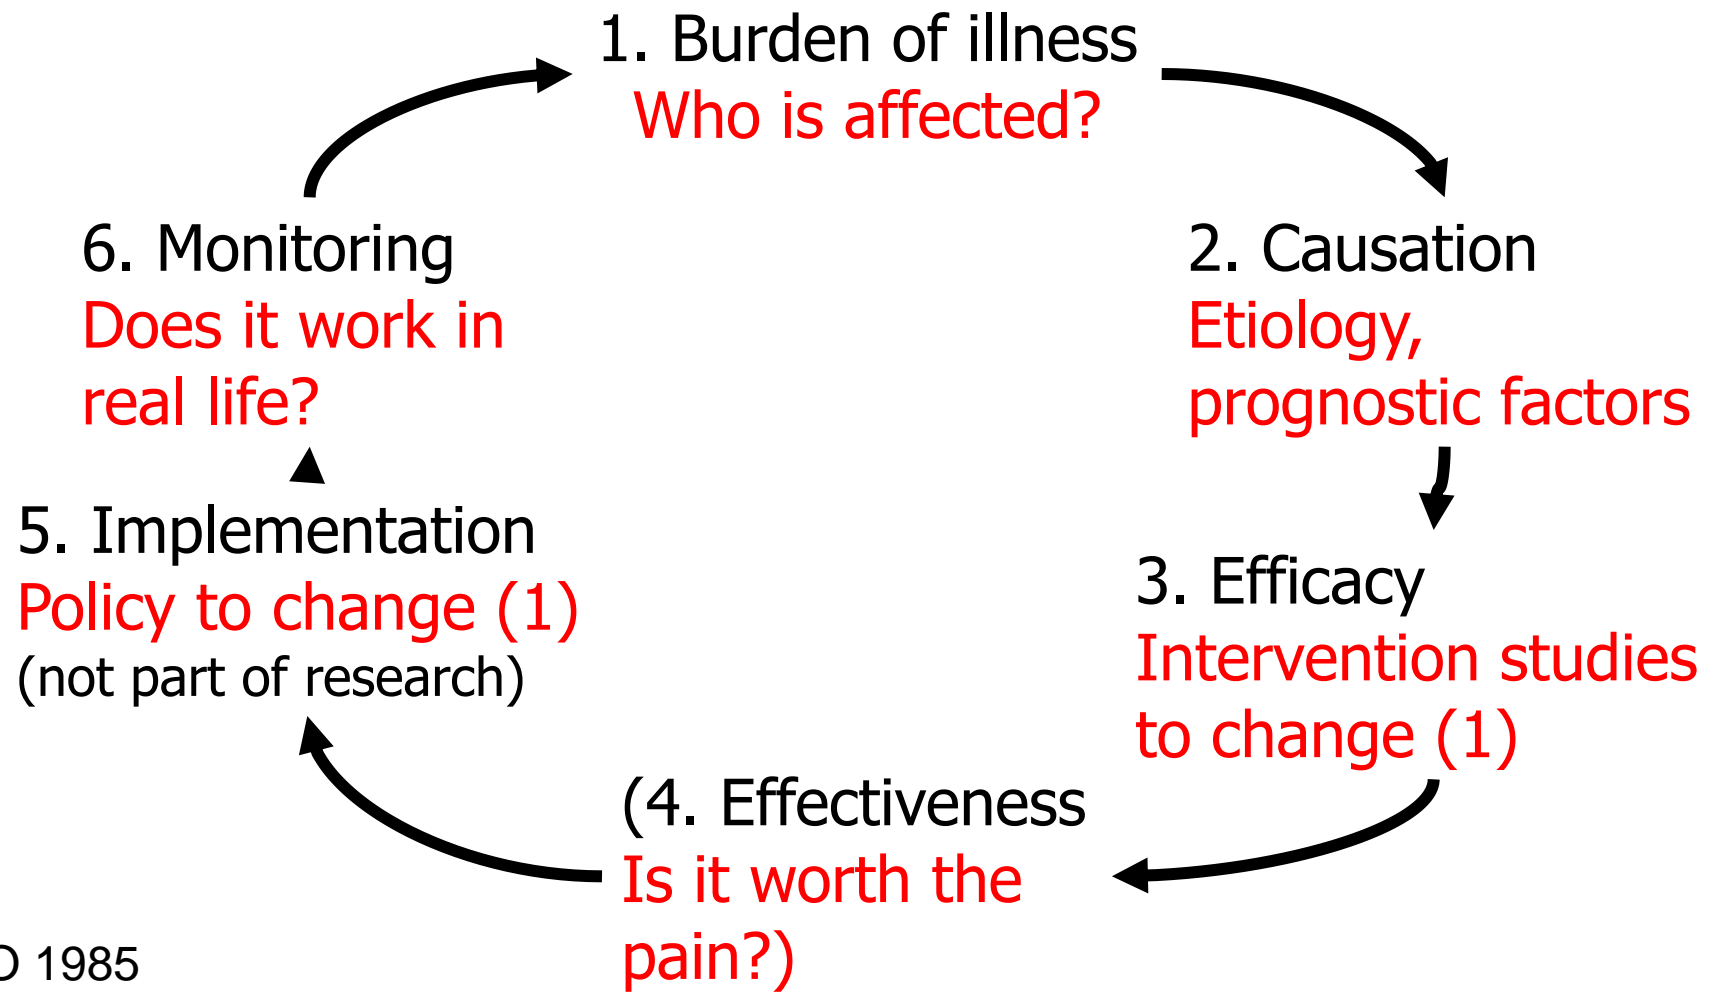 1. Burden of illness
Who is affected?
2. Causation
Etiology,
prognostic factors
3. Efficacy
Intervention studies
to change (1)
(4. Effectiveness
Is it worth the
pain?)
5. Implementation
Policy to change (1)
(not part of research)
6. Monitoring
Does it work in
real life?
1985